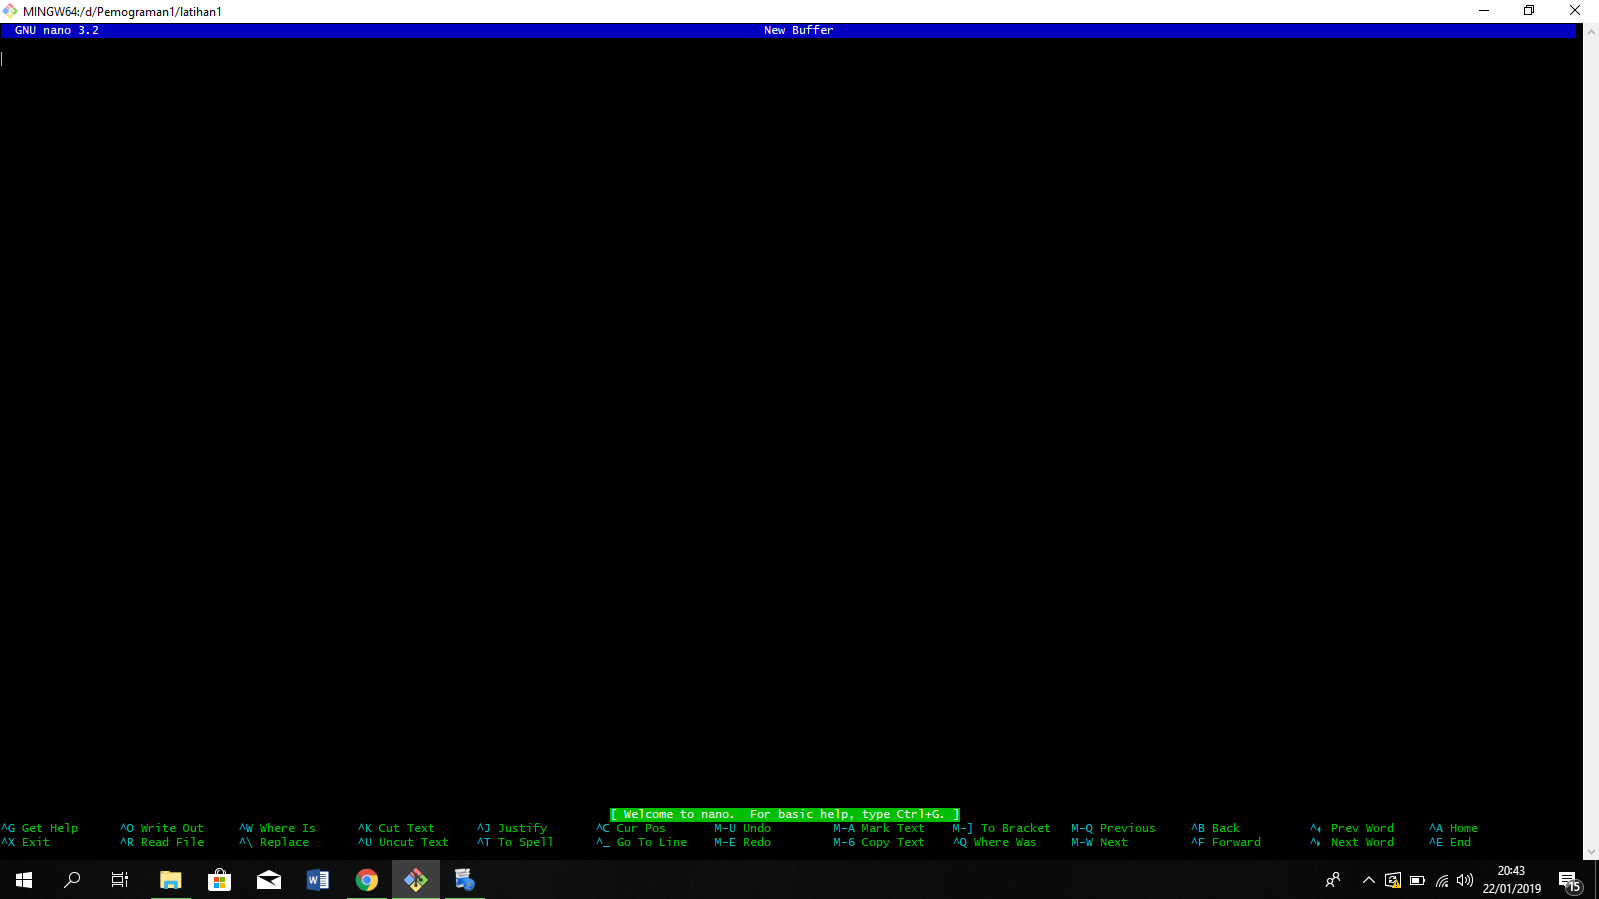 MINGW64:/d/Pemograman1/latihan1
GNU nano 3.2 New Buffer
[ Welcome to nano. For basic help, type Ctrl+G. ]
^G Get Help ^O Write Out ^W Where Is ^K Cut Text ^J Justify ^C Cur Pos M-U Undo M-A Mark Text M-] To Bracket M-Q Previous ^B Back ^◂ Prev Word ^A Home
^X Exit ^R Read File ^\ Replace ^U Uncut Text ^T To Spell ^_ Go To Line M-E Redo M-6 Copy Text ^Q Where Was M-W Next ^F Forward ^▸ Next Word ^E End
20:43
22/01/2019
15